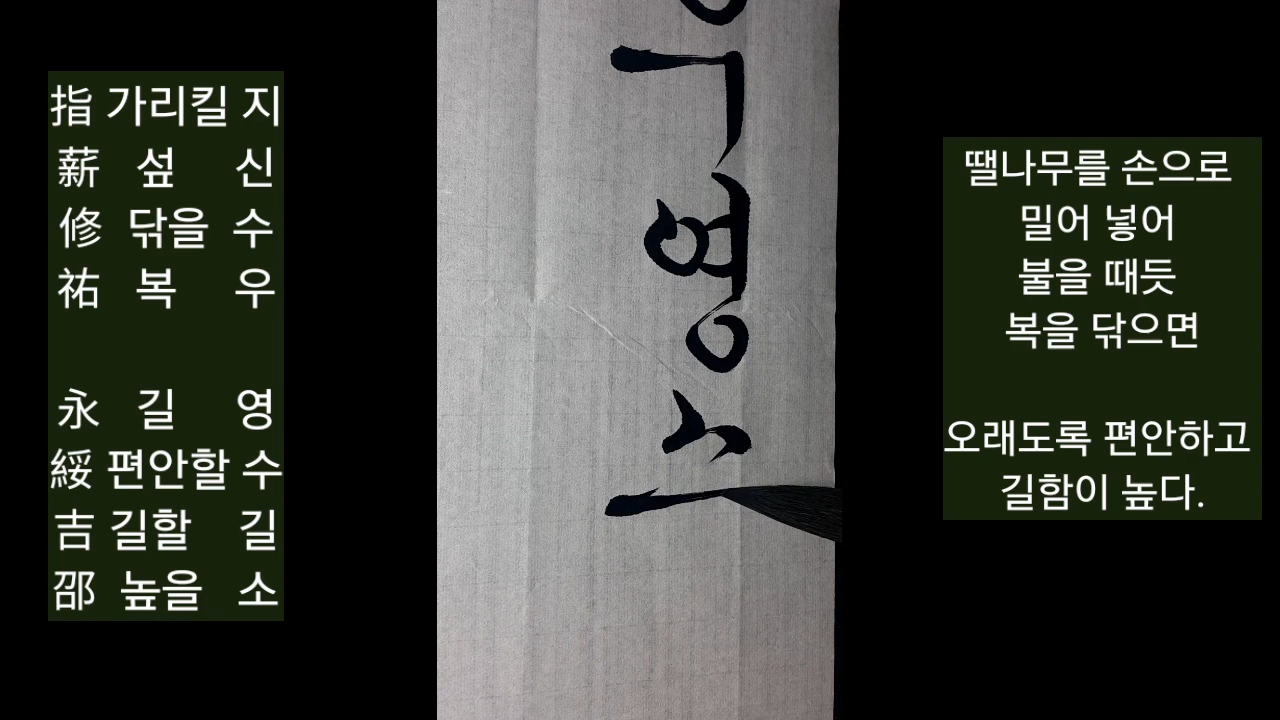 指 가리킬 지
薪 섶 신
修 닦을 수
祐 복 우
永 길 영
綏 편안할 수
吉 길할 길
邵 높을 소
우
영
땔나무를 손으로
밀어 넣어
불을 때듯
복을 닦으면
오래도록 편안하고
길함이 높다.